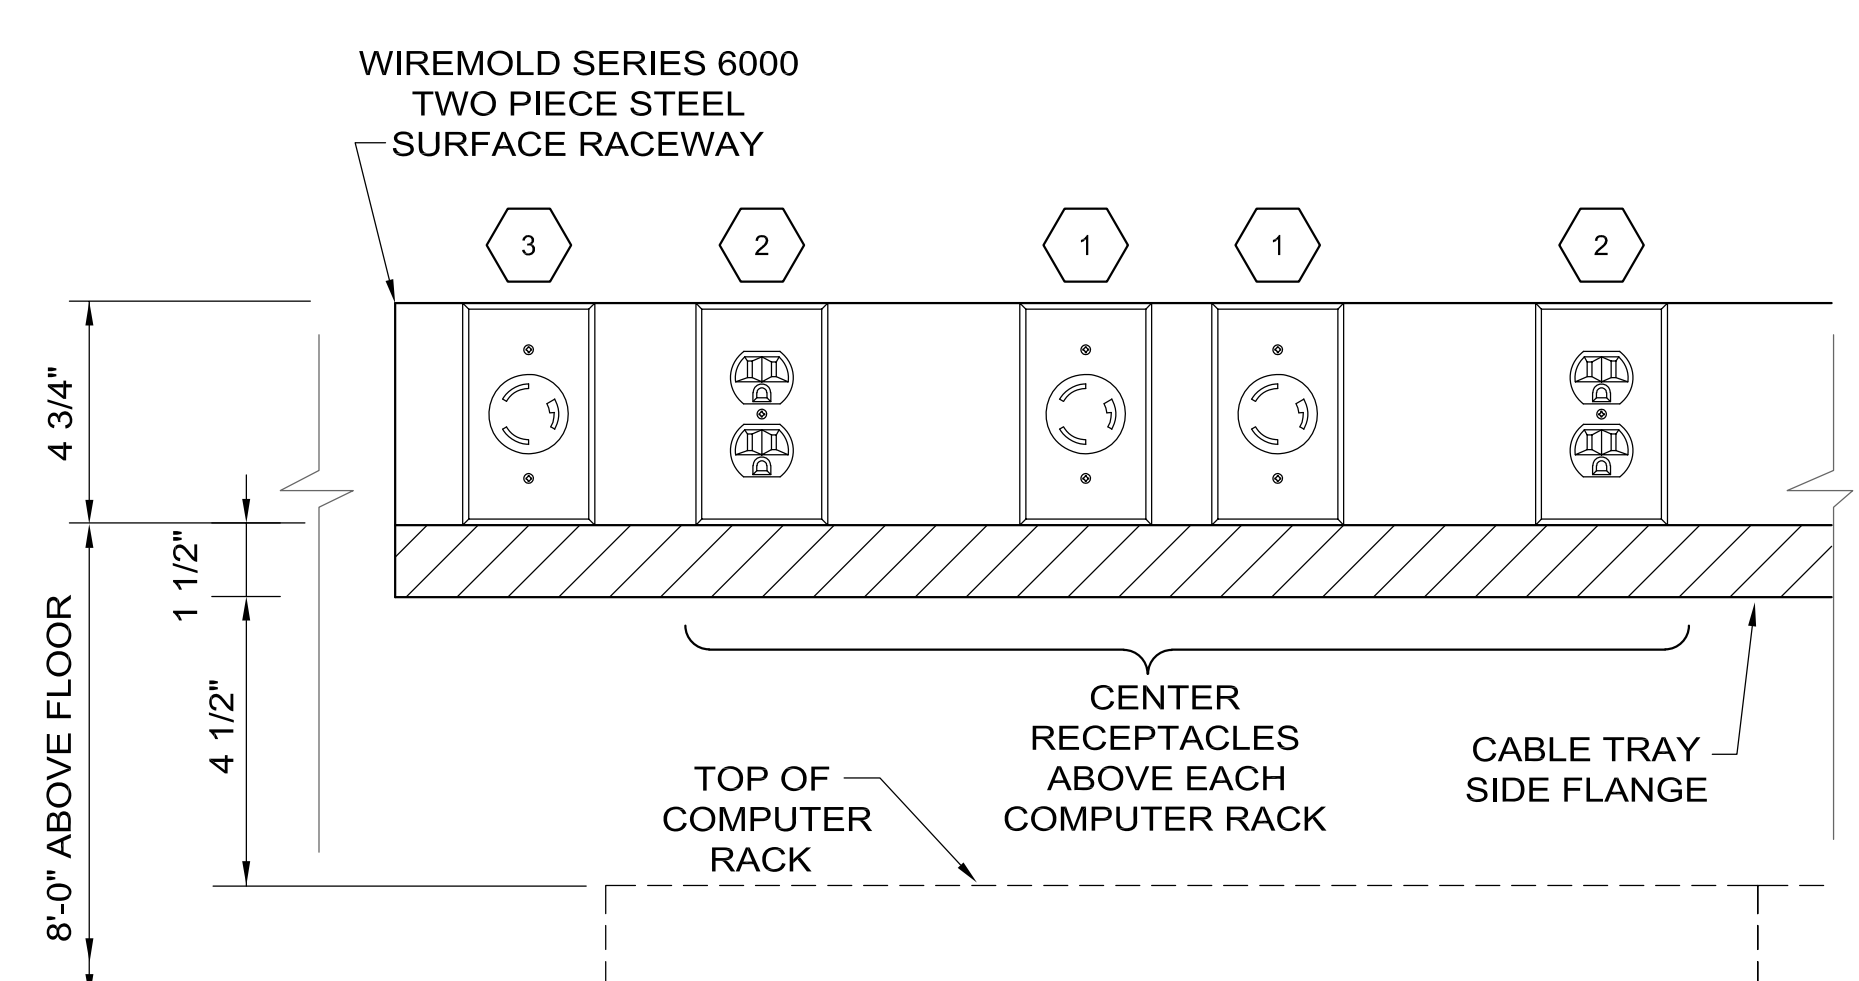 WIREMOLD SERIES 6000
TWO PIECE STEEL
SURFACE RACEWAY
3
2
1
1
2
4 3/4"
1 1/2"
8'-0" ABOVE FLOOR
4 1/2"
CENTER
RECEPTACLES
ABOVE EACH
COMPUTER RACK
TOP OF
COMPUTER
RACK
CABLE TRAY
SIDE FLANGE